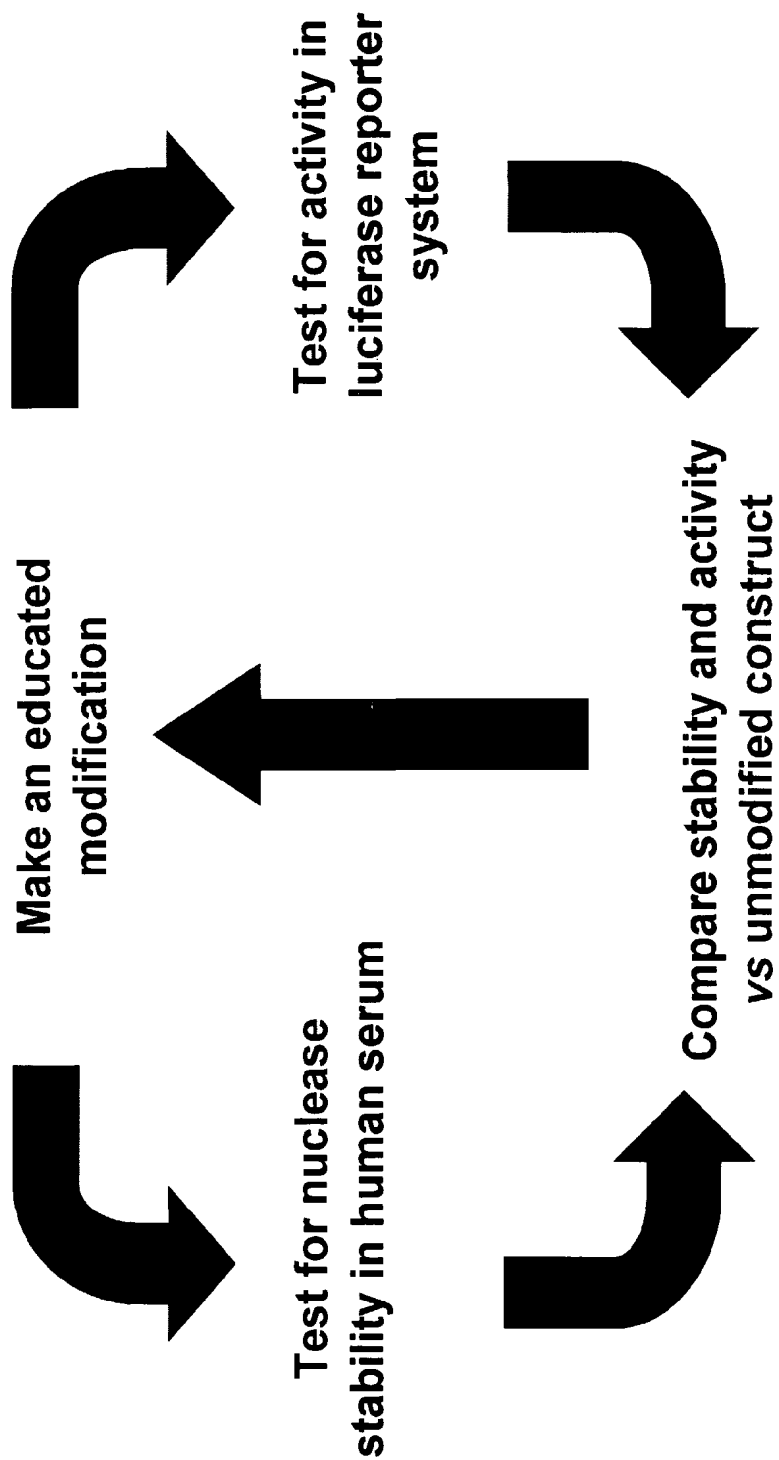 Make an educated
modification
Test for nuclease
stability in human serum
Test for activity in
luciferase reporter
system
Compare stability and activity
vs unmodified construct